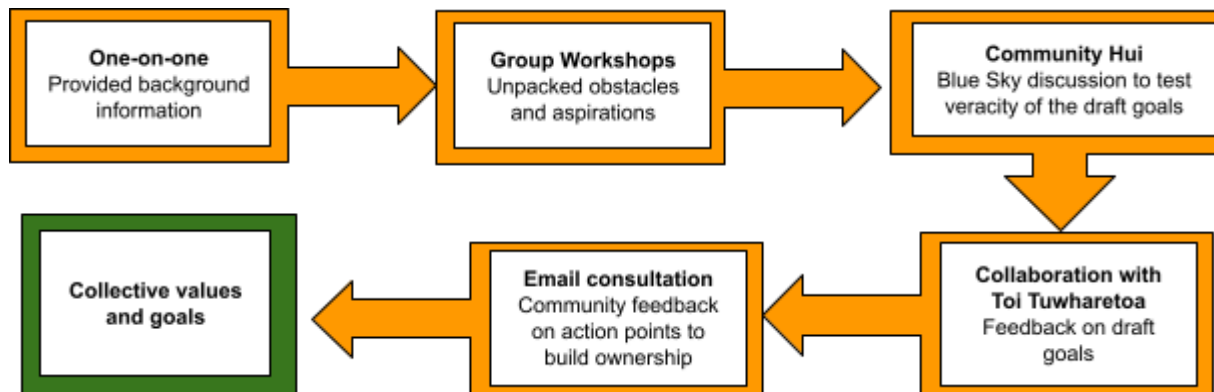 One-on-one
Provided background
information
Group Workshops
Unpacked obstacles
and aspirations
Community Hui
Blue Sky discussion to test
veracity of the draft goals
Collaboration with
Toi Tuwharetoa
Feedback on draft
goals
Email consultation
Community feedback
on action points to
build ownership
Collective values
and goals